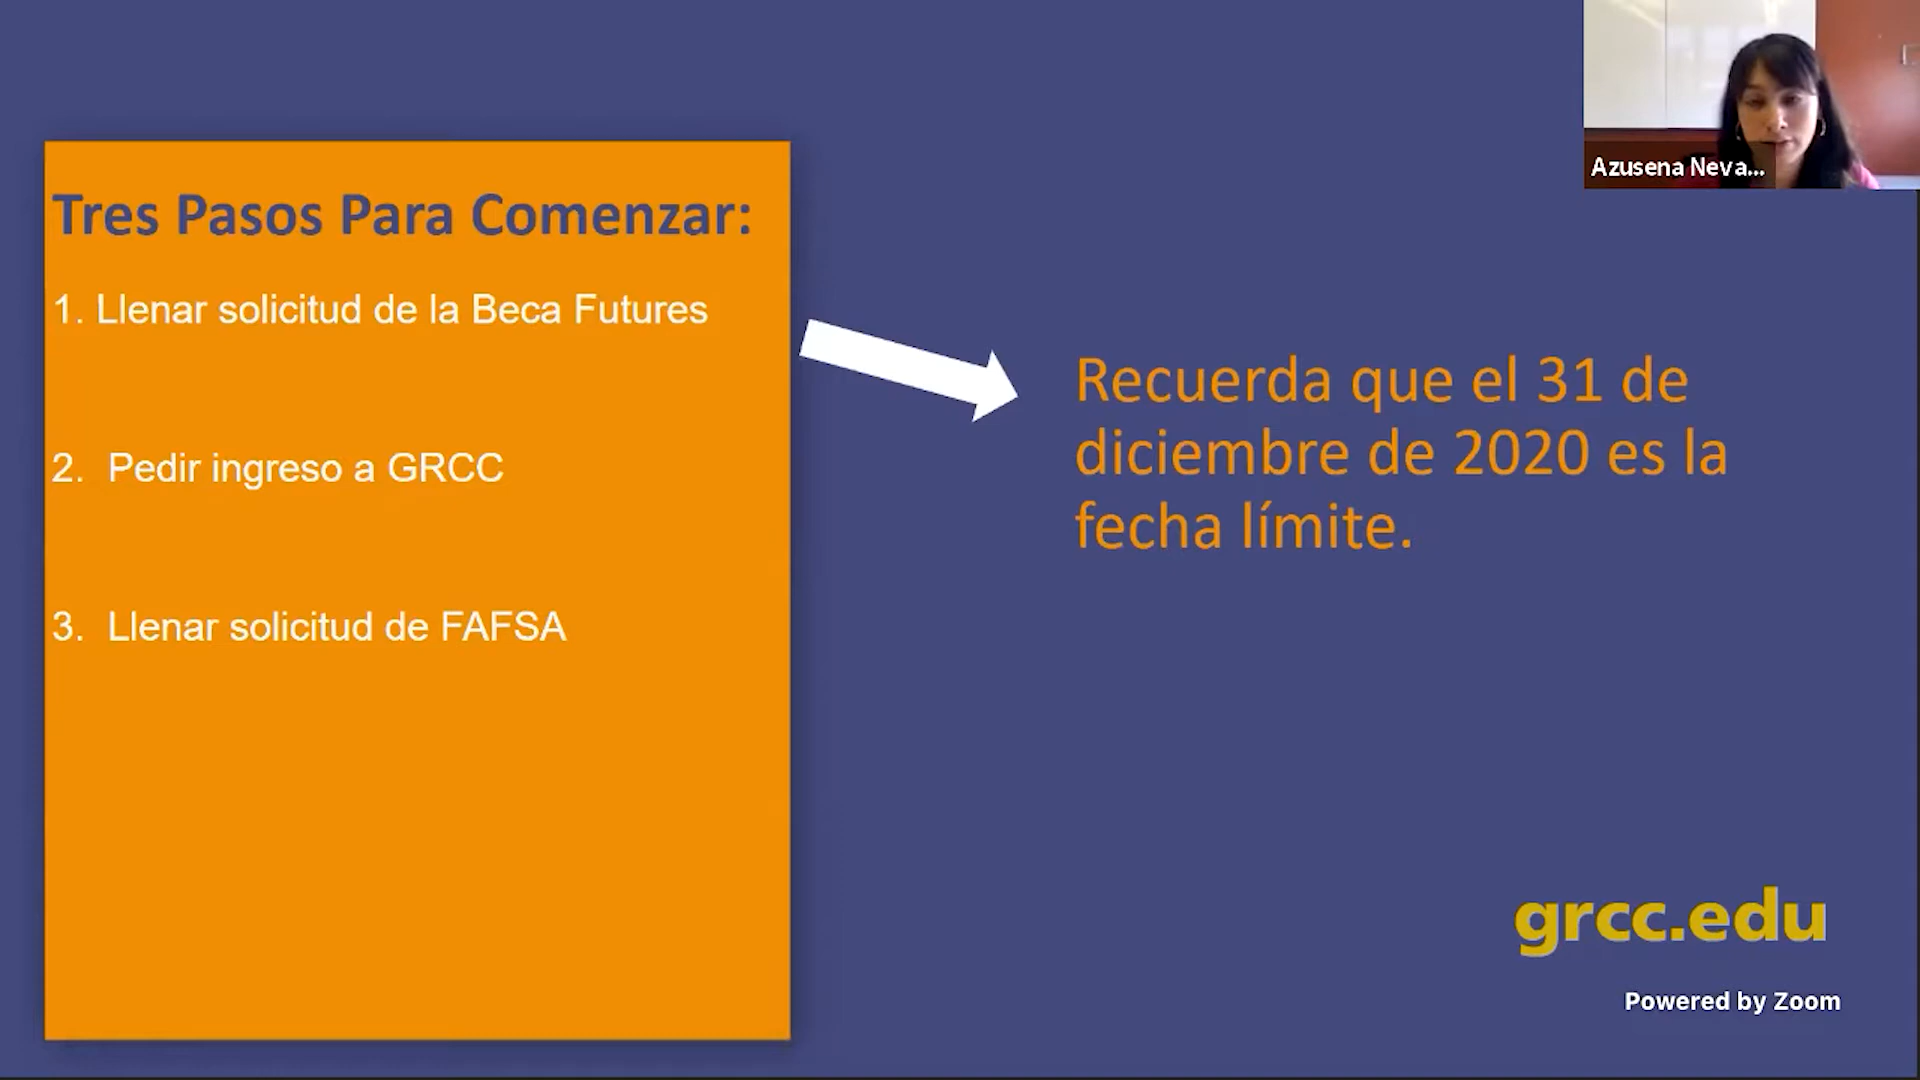 Azusena Neva...
Tres Pasos Para Comenzar:
1. Llenar solicitud de la Beca Futures
2. Pedir ingreso a GRCC
3. Llenar solicitud de FAFSA
Recuerda que el 31 de
diciembre de 2020 es la
fecha límite.
grcc.edu
Powered by Zoom